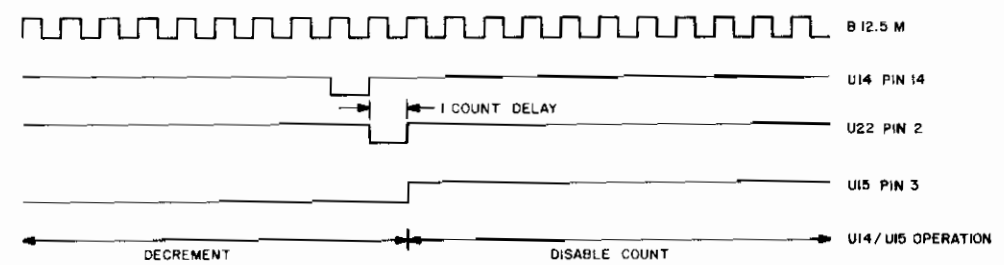 B 12.5 M
U14 PIN 14
1 COUNT DELAY
U22 PIN 2
U15 PIN 3
DECREMENT
DISABLE COUNT
U14/U15 OPERATION